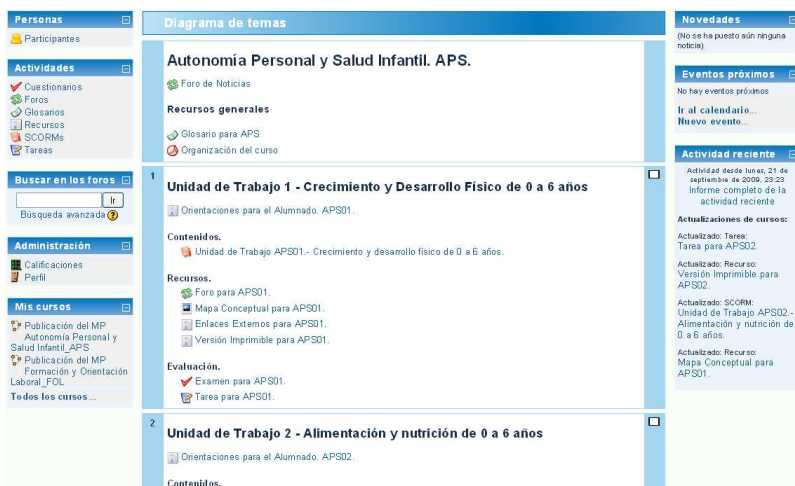 Personas
Participantes
Actividades
Cuestionarios
Foros
Glosarios
Recursos
SCORMs
Tareas
Buscar en los foros
Ir
Búsqueda avanzada
Administración
Calificaciones
Perfil
Mis cursos
Publicación del MP
Autonomía Personal y
Salud Infantil_APS
Publicación del MP
Formación y Orientación
Laboral_FOL
Todos los cursos ...
Diagrama de temas
Autonomía Personal y Salud Infantil. APS.
Foro de Noticias
Recursos generales
Glosario para APS
Organización del curso
1
Unidad de Trabajo 1 - Crecimiento y Desarrollo Físico de 0 a 6 años
Orientaciones para el Alumnado. APS01.
Contenidos.
Unidad de Trabajo APS01.- Crecimiento y desarrollo físico de 0 a 6 años.
Recursos.
Foro para APS01.
Mapa Conceptual para APS01.
Enlaces Externos para APS01.
Versión Imprimible para APS01.
Evaluación.
Examen para APS01.
Tarea para APS01.
2
Unidad de Trabajo 2 - Alimentación y nutrición de 0 a 6 años
Orientaciones para el Alumnado. APS02.
Contenidos.
Novedades
(No se ha puesto aún ninguna
noticia)
Eventos próximos
No hay eventos próximos
Ir al calendario...
Nuevo evento...
Actividad reciente
Actividad desde lunes, 21 de
septiembre de 2009, 23:23
Informe completo de la
actividad reciente
Actualizaciones de cursos:
Actualizado: Tarea:
Tarea para APS02.
Actualizado: Recurso:
Versión Imprimible para
APS02.
Actualizado: SCORM:
Unidad de Trabajo APS02.-
Alimentación y nutrición de
0 a 6 años.
Actualizado: Recurso:
Mapa Conceptual para
APS01.